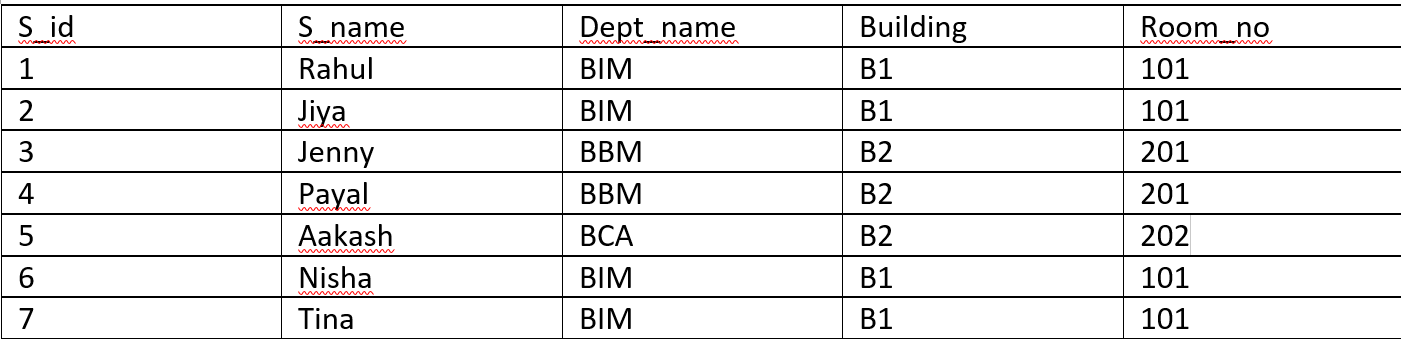 S_id S_name Dept_name Building Room_no
1 Rahul BIM B1 101
2 Jiya BIM B1 101
3 Jenny BBM B2 201
4 Payal BBM B2 201
5 Aakash BCA B2 202
6 Nisha BIM B1 101
7 Tina BIM B1 101